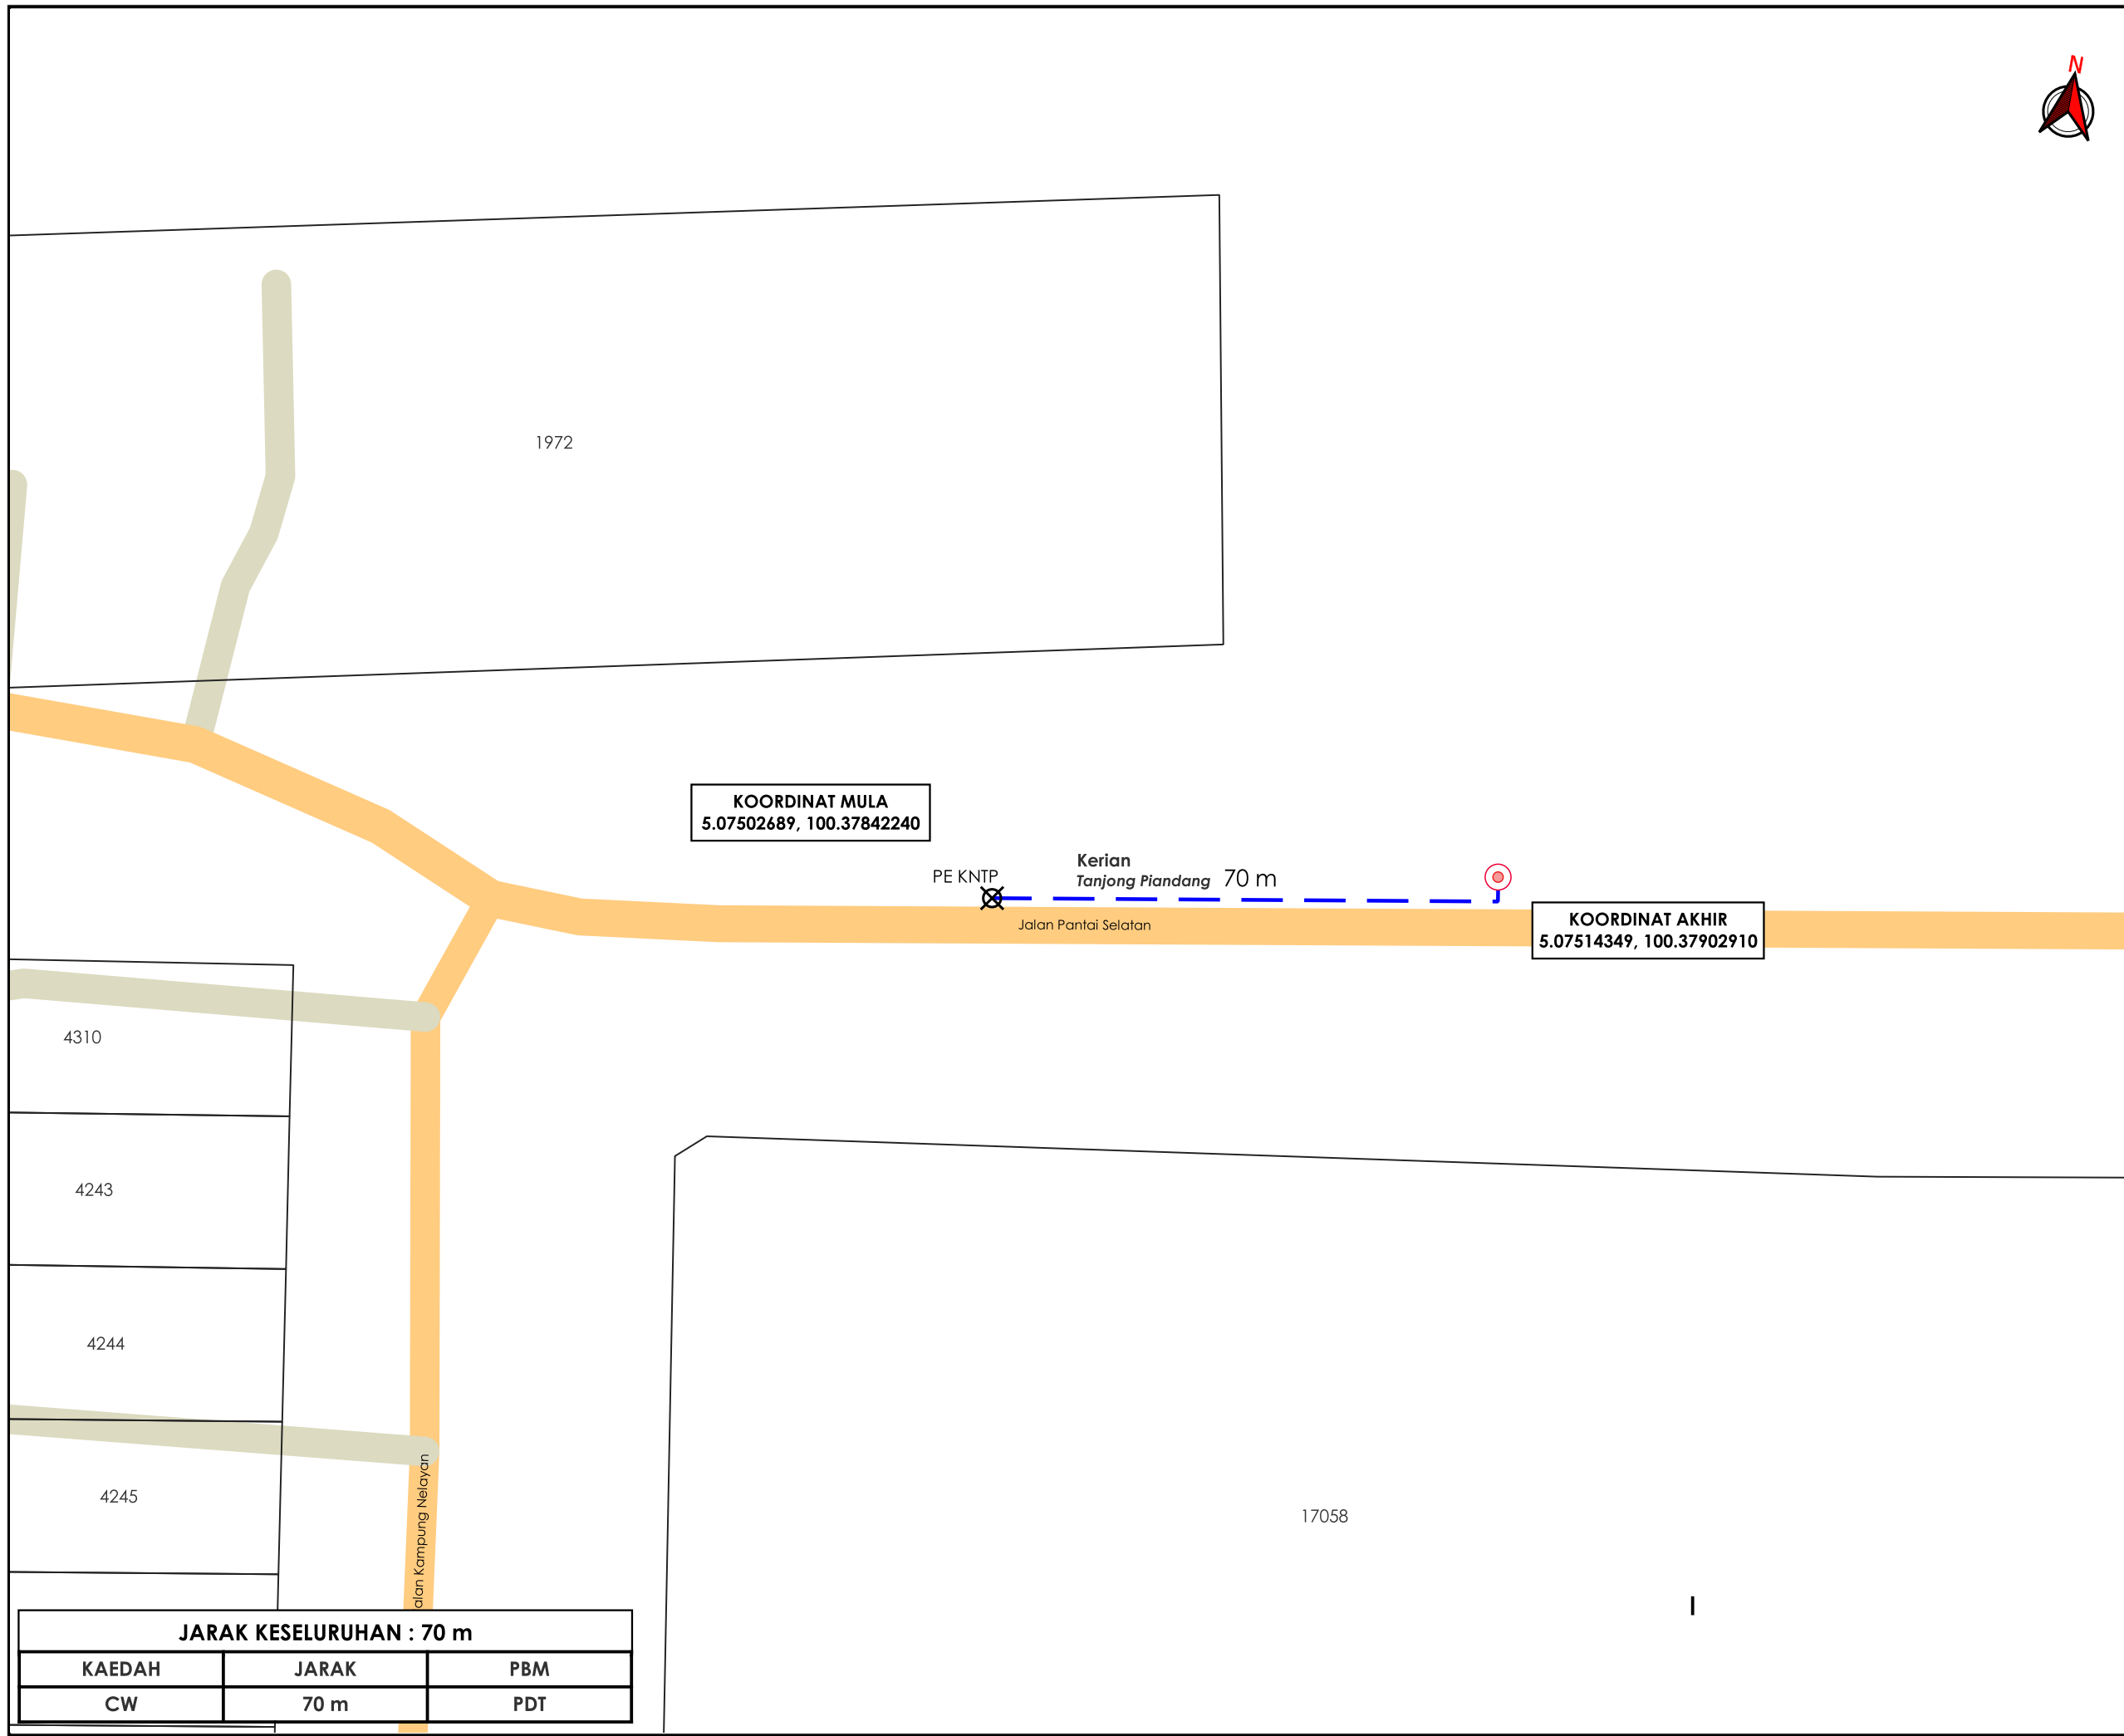 N
1972
KOORDINAT MULA
5.07502689, 100.37842240
PE KNTP
Kerian
Tanjong Piandang
70 m
Jalan Pantai Selatan
KOORDINAT AKHIR
5.07514349, 100.37902910
4310
4243
4244
4245
alan Kampung Nelayan
17058
JARAK KESELURUHAN : 70 m
KAEDAH JARAK PBM
CW 70 m PDT